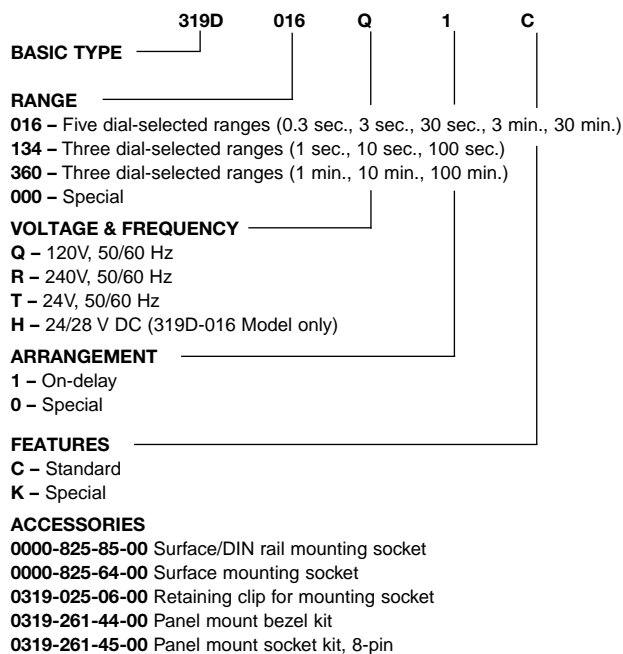 319D 016 Q 1 C
BASIC TYPE
RANGE
016 – Five dial-selected ranges (0.3 sec., 3 sec., 30 sec., 3 min., 30 min.)
134 – Three dial-selected ranges (1 sec., 10 sec., 100 sec.)
360 – Three dial-selected ranges (1 min., 10 min., 100 min.)
000 – Special
VOLTAGE & FREQUENCY
Q – 120V, 50/60 Hz
R – 240V, 50/60 Hz
T – 24V, 50/60 Hz
H – 24/28 V DC (319D-016 Model only)
ARRANGEMENT
1 – On-delay
0 – Special
FEATURES
C – Standard
K – Special
ACCESSORIES
0000-825-85-00 Surface/DIN rail mounting socket
0000-825-64-00 Surface mounting socket
0319-025-06-00 Retaining clip for mounting socket
0319-261-44-00 Panel mount bezel kit
0319-261-45-00 Panel mount socket kit, 8-pin